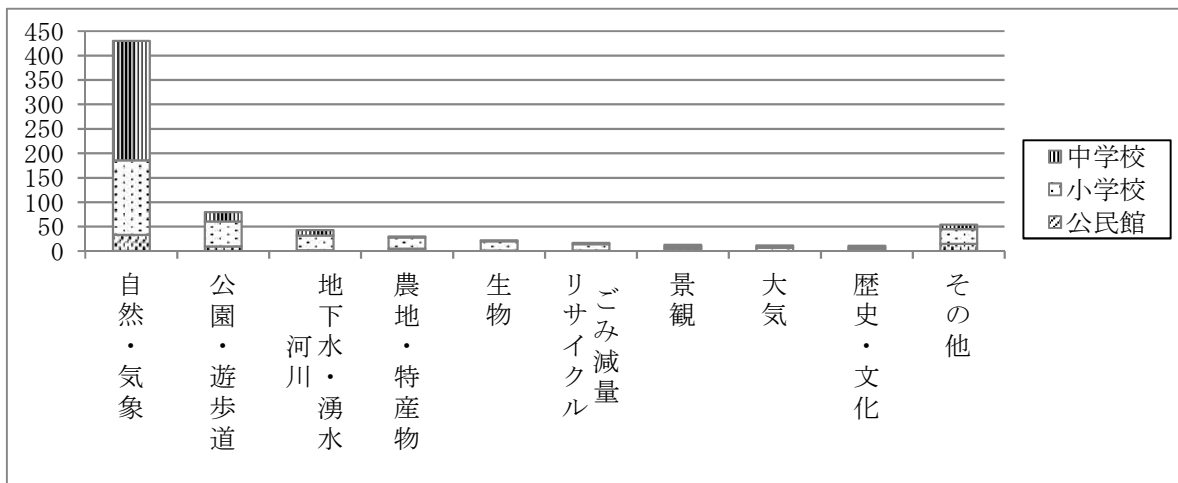 450
400
350
300
250
200
150
100
50
0
中学校
小学校
公民館
自然・気象
公園・遊歩道
地下水・湧水
河川
農地・特産物
生物
ごみ減量
リサイクル
景観
大気
歴史・文化
その他